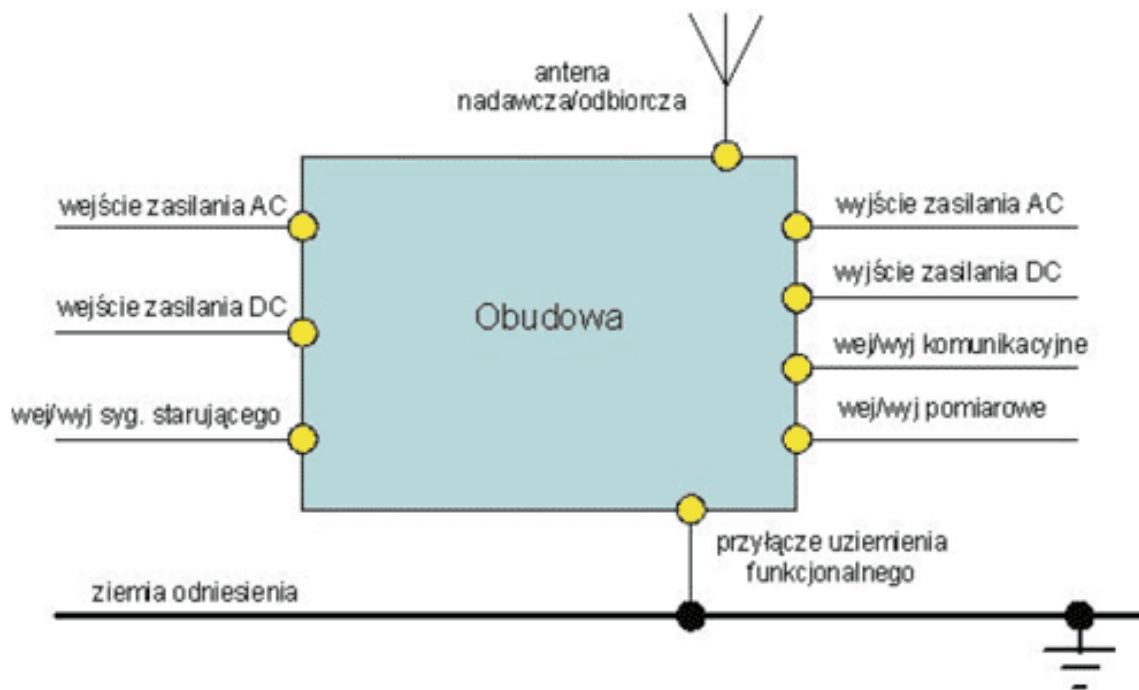 antena
nadawcza/odbiorcza
wejście zasilania AC
wyjście zasilania AC
wejście zasilania DC
wyjście zasilania DC
Obudowa
wej/wyj komunikacyjne
wej/wyj syg. starującego
wej/wyj pomiarowe
przyłącze uziemienia
funkcjonalnego
ziemia odniesienia